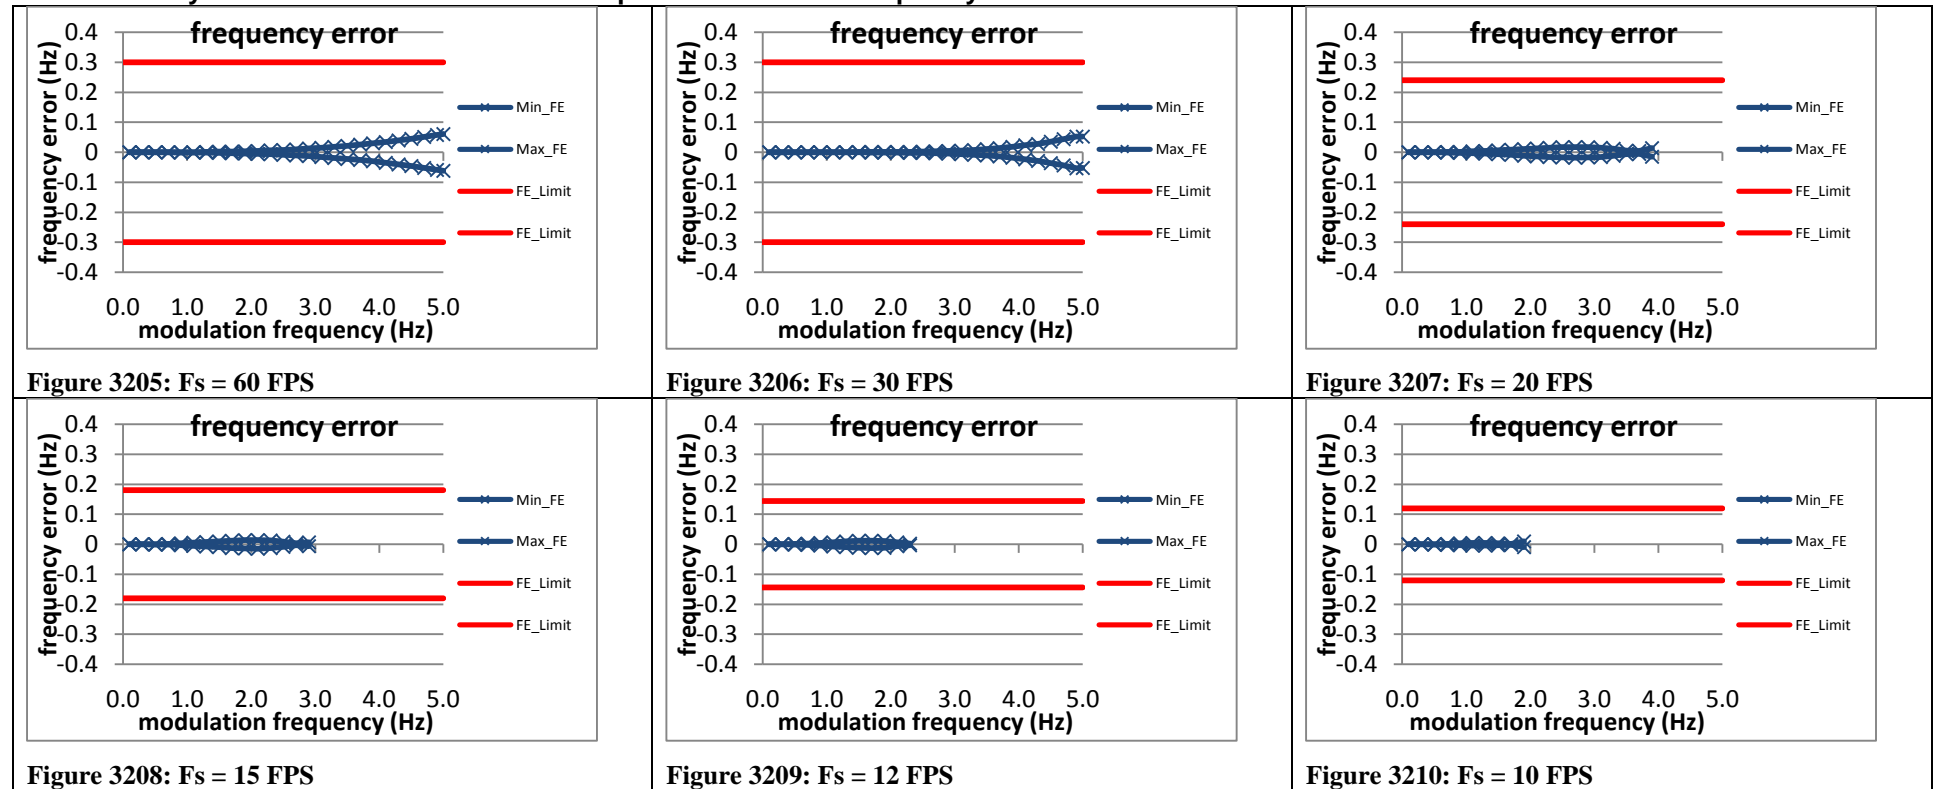 frequency error
frequency error (Hz)
0.4
0.3
0.2
0.1
0
-0.1
-0.2
-0.3
-0.4
0.0 1.0 2.0 3.0 4.0 5.0
modulation frequency (Hz)
Min_FE
Max_FE
FE_Limit
FE_Limit
Figure 3205: Fs = 60 FPS
frequency error
frequency error (Hz)
0.4
0.3
0.2
0.1
0
-0.1
-0.2
-0.3
-0.4
0.0 1.0 2.0 3.0 4.0 5.0
modulation frequency (Hz)
Min_FE
Max_FE
FE_Limit
FE_Limit
Figure 3206: Fs = 30 FPS
frequency error
frequency error (Hz)
0.4
0.3
0.2
0.1
0
-0.1
-0.2
-0.3
-0.4
0.0 1.0 2.0 3.0 4.0 5.0
modulation frequency (Hz)
Min_FE
Max_FE
FE_Limit
FE_Limit
Figure 3207: Fs = 20 FPS
frequency error
frequency error (Hz)
0.4
0.3
0.2
0.1
0
-0.1
-0.2
-0.3
-0.4
0.0 1.0 2.0 3.0 4.0 5.0
modulation frequency (Hz)
Min_FE
Max_FE
FE_Limit
FE_Limit
Figure 3208: Fs = 15 FPS
frequency error
frequency error (Hz)
0.4
0.3
0.2
0.1
0
-0.1
-0.2
-0.3
-0.4
0.0 1.0 2.0 3.0 4.0 5.0
modulation frequency (Hz)
Min_FE
Max_FE
FE_Limit
FE_Limit
Figure 3209: Fs = 12 FPS
frequency error
frequency error (Hz)
0.4
0.3
0.2
0.1
0
-0.1
-0.2
-0.3
-0.4
0.0 1.0 2.0 3.0 4.0 5.0
modulation frequency (Hz)
Min_FE
Max_FE
FE_Limit
FE_Limit
Figure 3210: Fs = 10 FPS